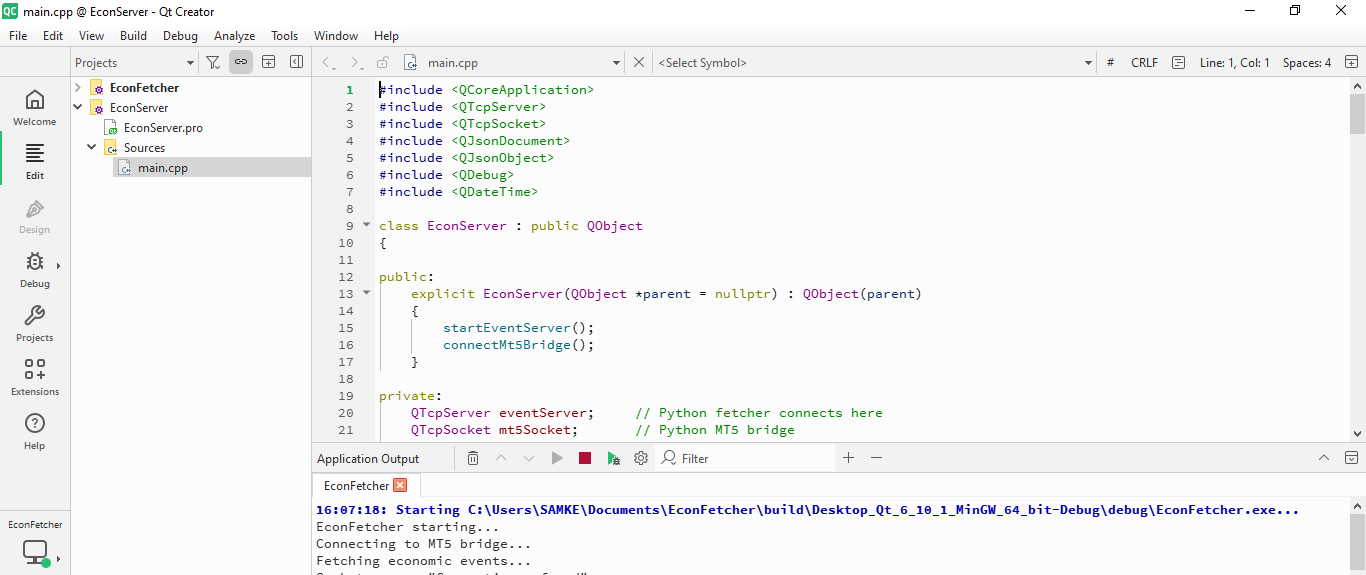 QC main.cpp @ EconServer - Qt Creator
File Edit View Build Debug Analyze Tools Window Help
Projects
main.cpp
<Select Symbol>
# CRLF Line: 1, Col: 1 Spaces: 4
Welcome
Edit
Design
Debug
Projects
Extensions
Help
EconFetcher
EconFetcher
EconServer
EconServer.pro
Sources
main.cpp
1 #include <QCoreApplication>
2 #include <QTcpServer>
3 #include <QTcpSocket>
4 #include <QJsonDocument>
5 #include <QJsonObject>
6 #include <QDebug>
7 #include <QDateTime>
8
9 class EconServer : public QObject
10 {
11
12 public:
13 explicit EconServer(QObject *parent = nullptr) : QObject(parent)
14 {
15 startEventServer();
16 connectMt5Bridge();
17 }
18
19 private:
20 QTcpServer eventServer; // Python fetcher connects here
21 QTcpSocket mt5Socket; // Python MT5 bridge
Application Output
Filter
EconFetcher
16:07:18: Starting C:\Users\SAMKE\Documents\EconFetcher\build\Desktop_Qt_6_10_1_MinGW_64_bit-Debug\debug\EconFetcher.exe...
EconFetcher starting...
Connecting to MT5 bridge...
Fetching economic events...